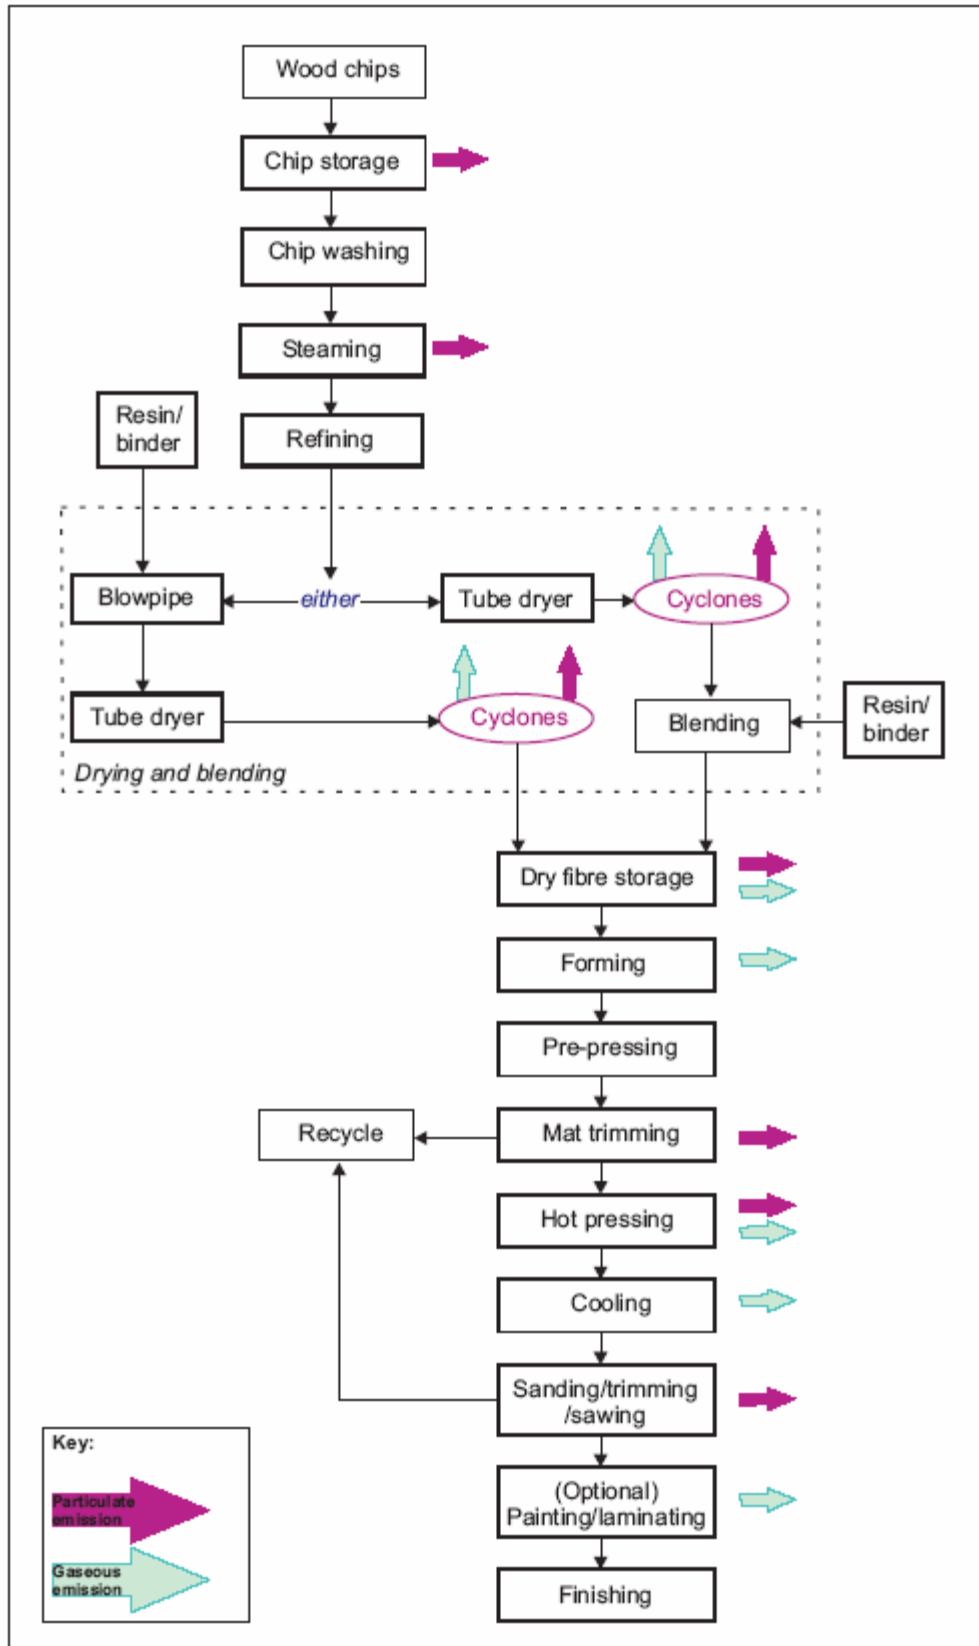 Wood chips
Chip storage
Chip washing
Steaming
Resin/
binder
Refining
Blowpipe
either
Tube dryer
Cyclones
Tube dryer
Cyclones
Blending
Resin/
binder
Drying and blending
Dry fibre storage
Forming
Pre-pressing
Recycle
Mat trimming
Hot pressing
Cooling
Sanding/trimming
/sawing
(Optional)
Painting/laminating
Finishing
Key:
Particulate
emission
Gaseous
emission